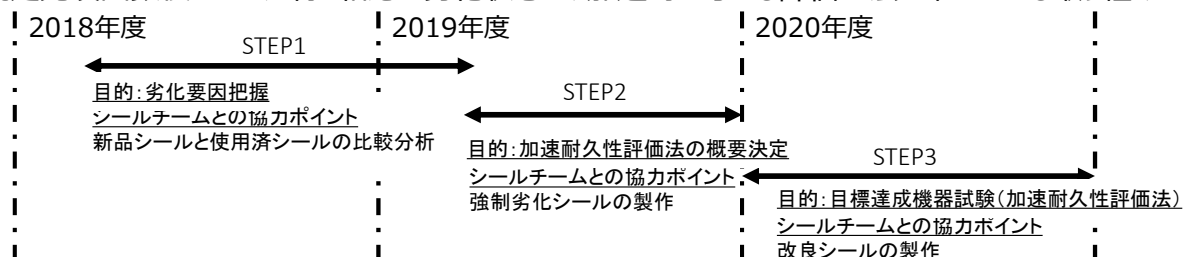 2018年度
2019年度
2020年度
STEP1
目的:劣化要因把握
シールチームとの協力ポイント
新品シールと使用済シールの比較分析
STEP2
目的:加速耐久性評価法の概要決定
シールチームとの協力ポイント
強制劣化シールの製作
STEP3
目的:目標達成機器試験(加速耐久性評価法)
シールチームとの協力ポイント
改良シールの製作